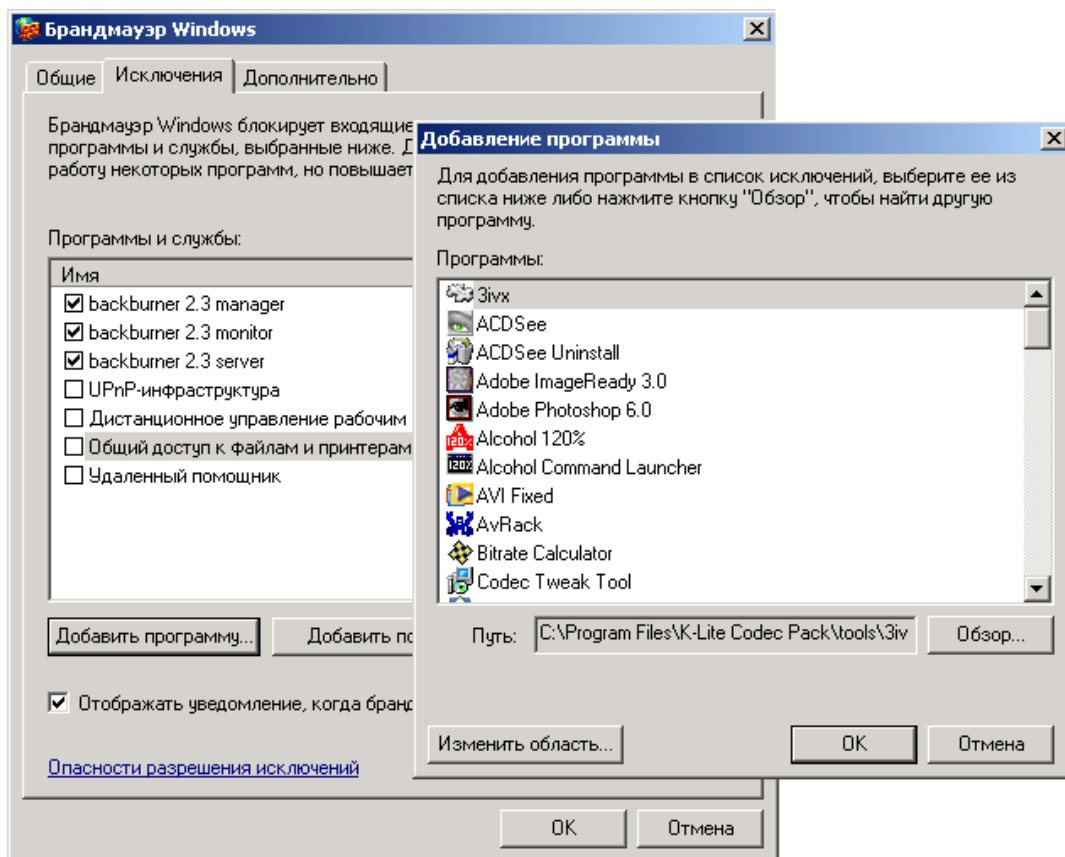 Брандмауэр Windows
Общие
Исключения
Дополнительно
Брандмауэр Windows блокирует входящие
программы и службы, выбранные ниже. Д
работу некоторых программ, но повышает
Программы и службы:
Имя
backburner 2.3 manager
backburner 2.3 monitor
backburner 2.3 server
UPnP-инфраструктура
Дистанционное управление рабочим
Общий доступ к файлам и принтерам
Удаленный помощник
Добавить программу...
Добавить по
Отображать уведомление, когда бранд
Опасности разрешения исключений
OK
Отмена
Добавление программы
Для добавления программы в список исключений, выберите ее из
списка ниже либо нажмите кнопку "Обзор", чтобы найти другую
программу.
Программы:
3ivx
ACDSee
ACDSee Uninstall
Adobe ImageReady 3.0
Adobe Photoshop 6.0
Alcohol 120%
Alcohol Command Launcher
AVI Fixed
AvRack
Bitrate Calculator
Codec Tweak Tool
Путь:
C:\Program Files\K-Lite Codec Pack\tools\3iv
Обзор...
Изменить область...
OK
Отмена